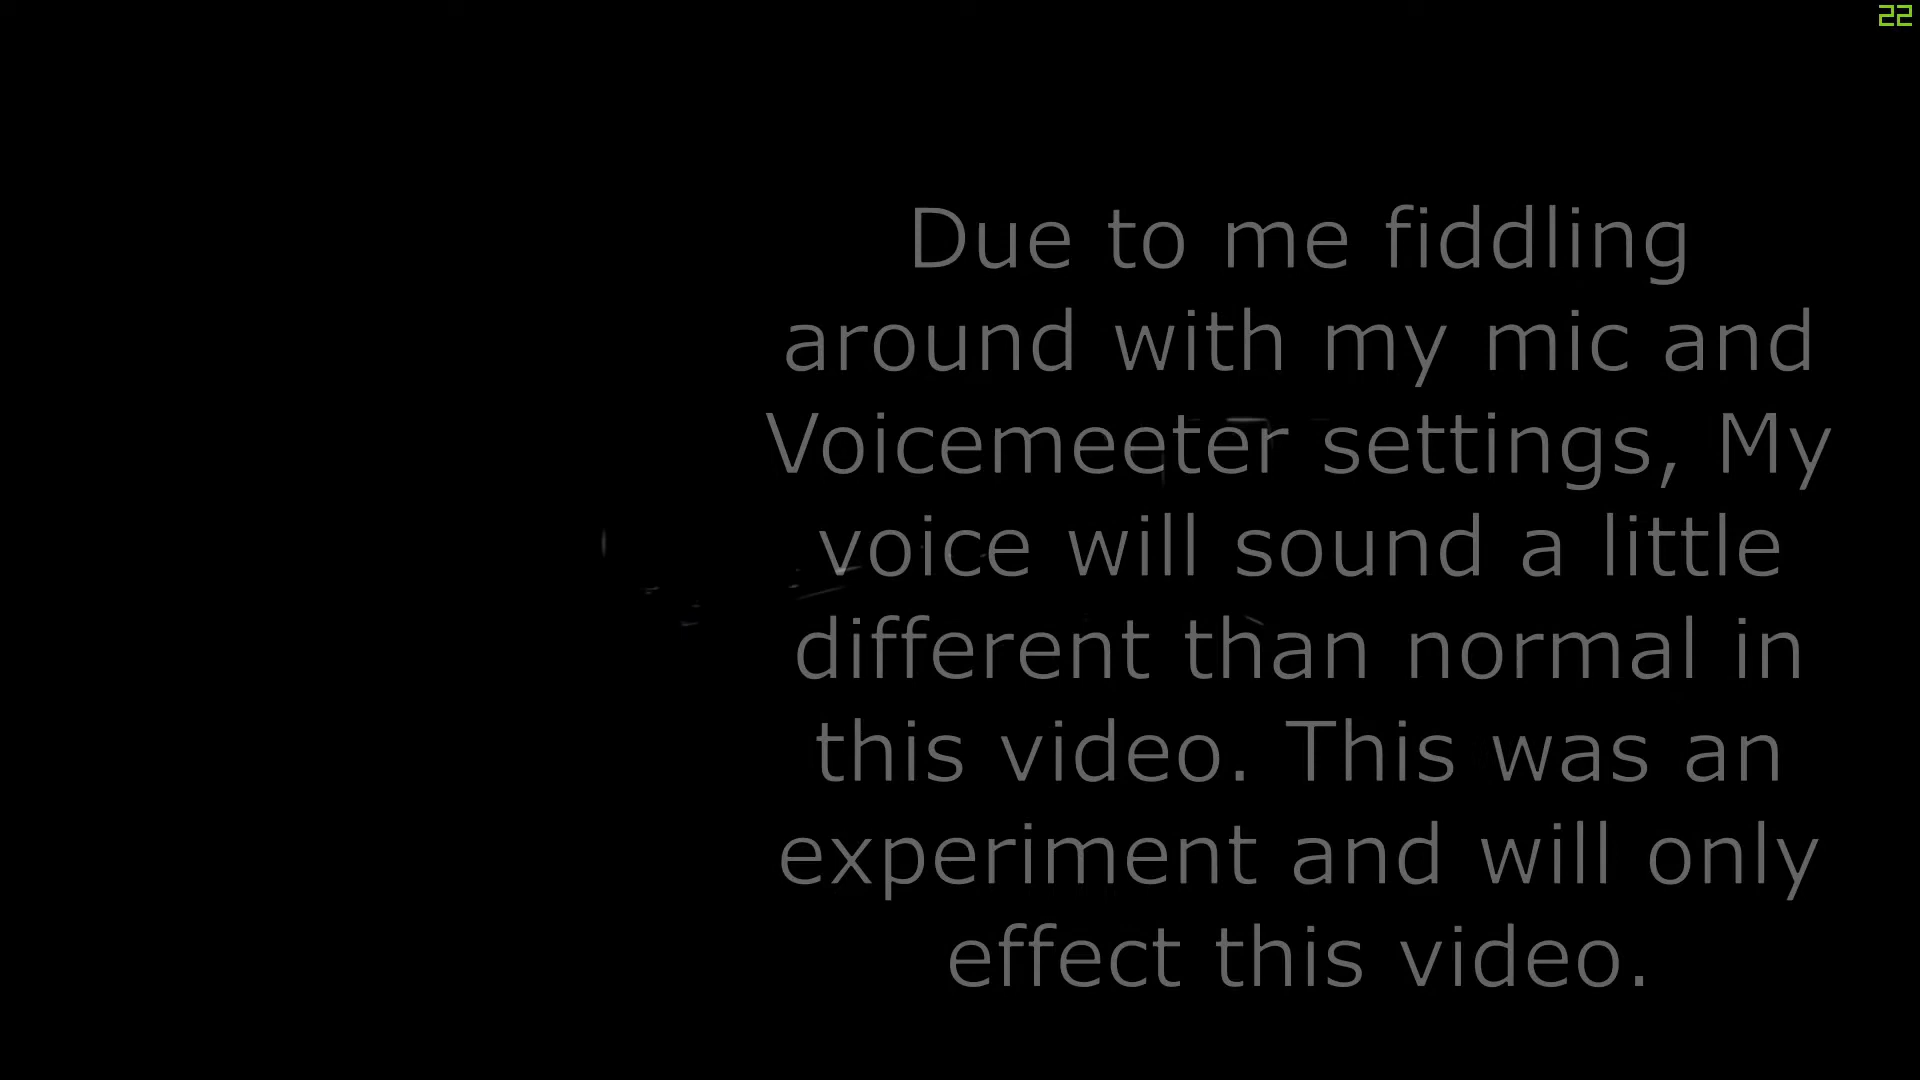 22
Due to me fiddling
around with my mic and
Voicemeeter settings, My
voice will sound a little
different than normal in
this video. This was an
experiment and will only
effect this video.